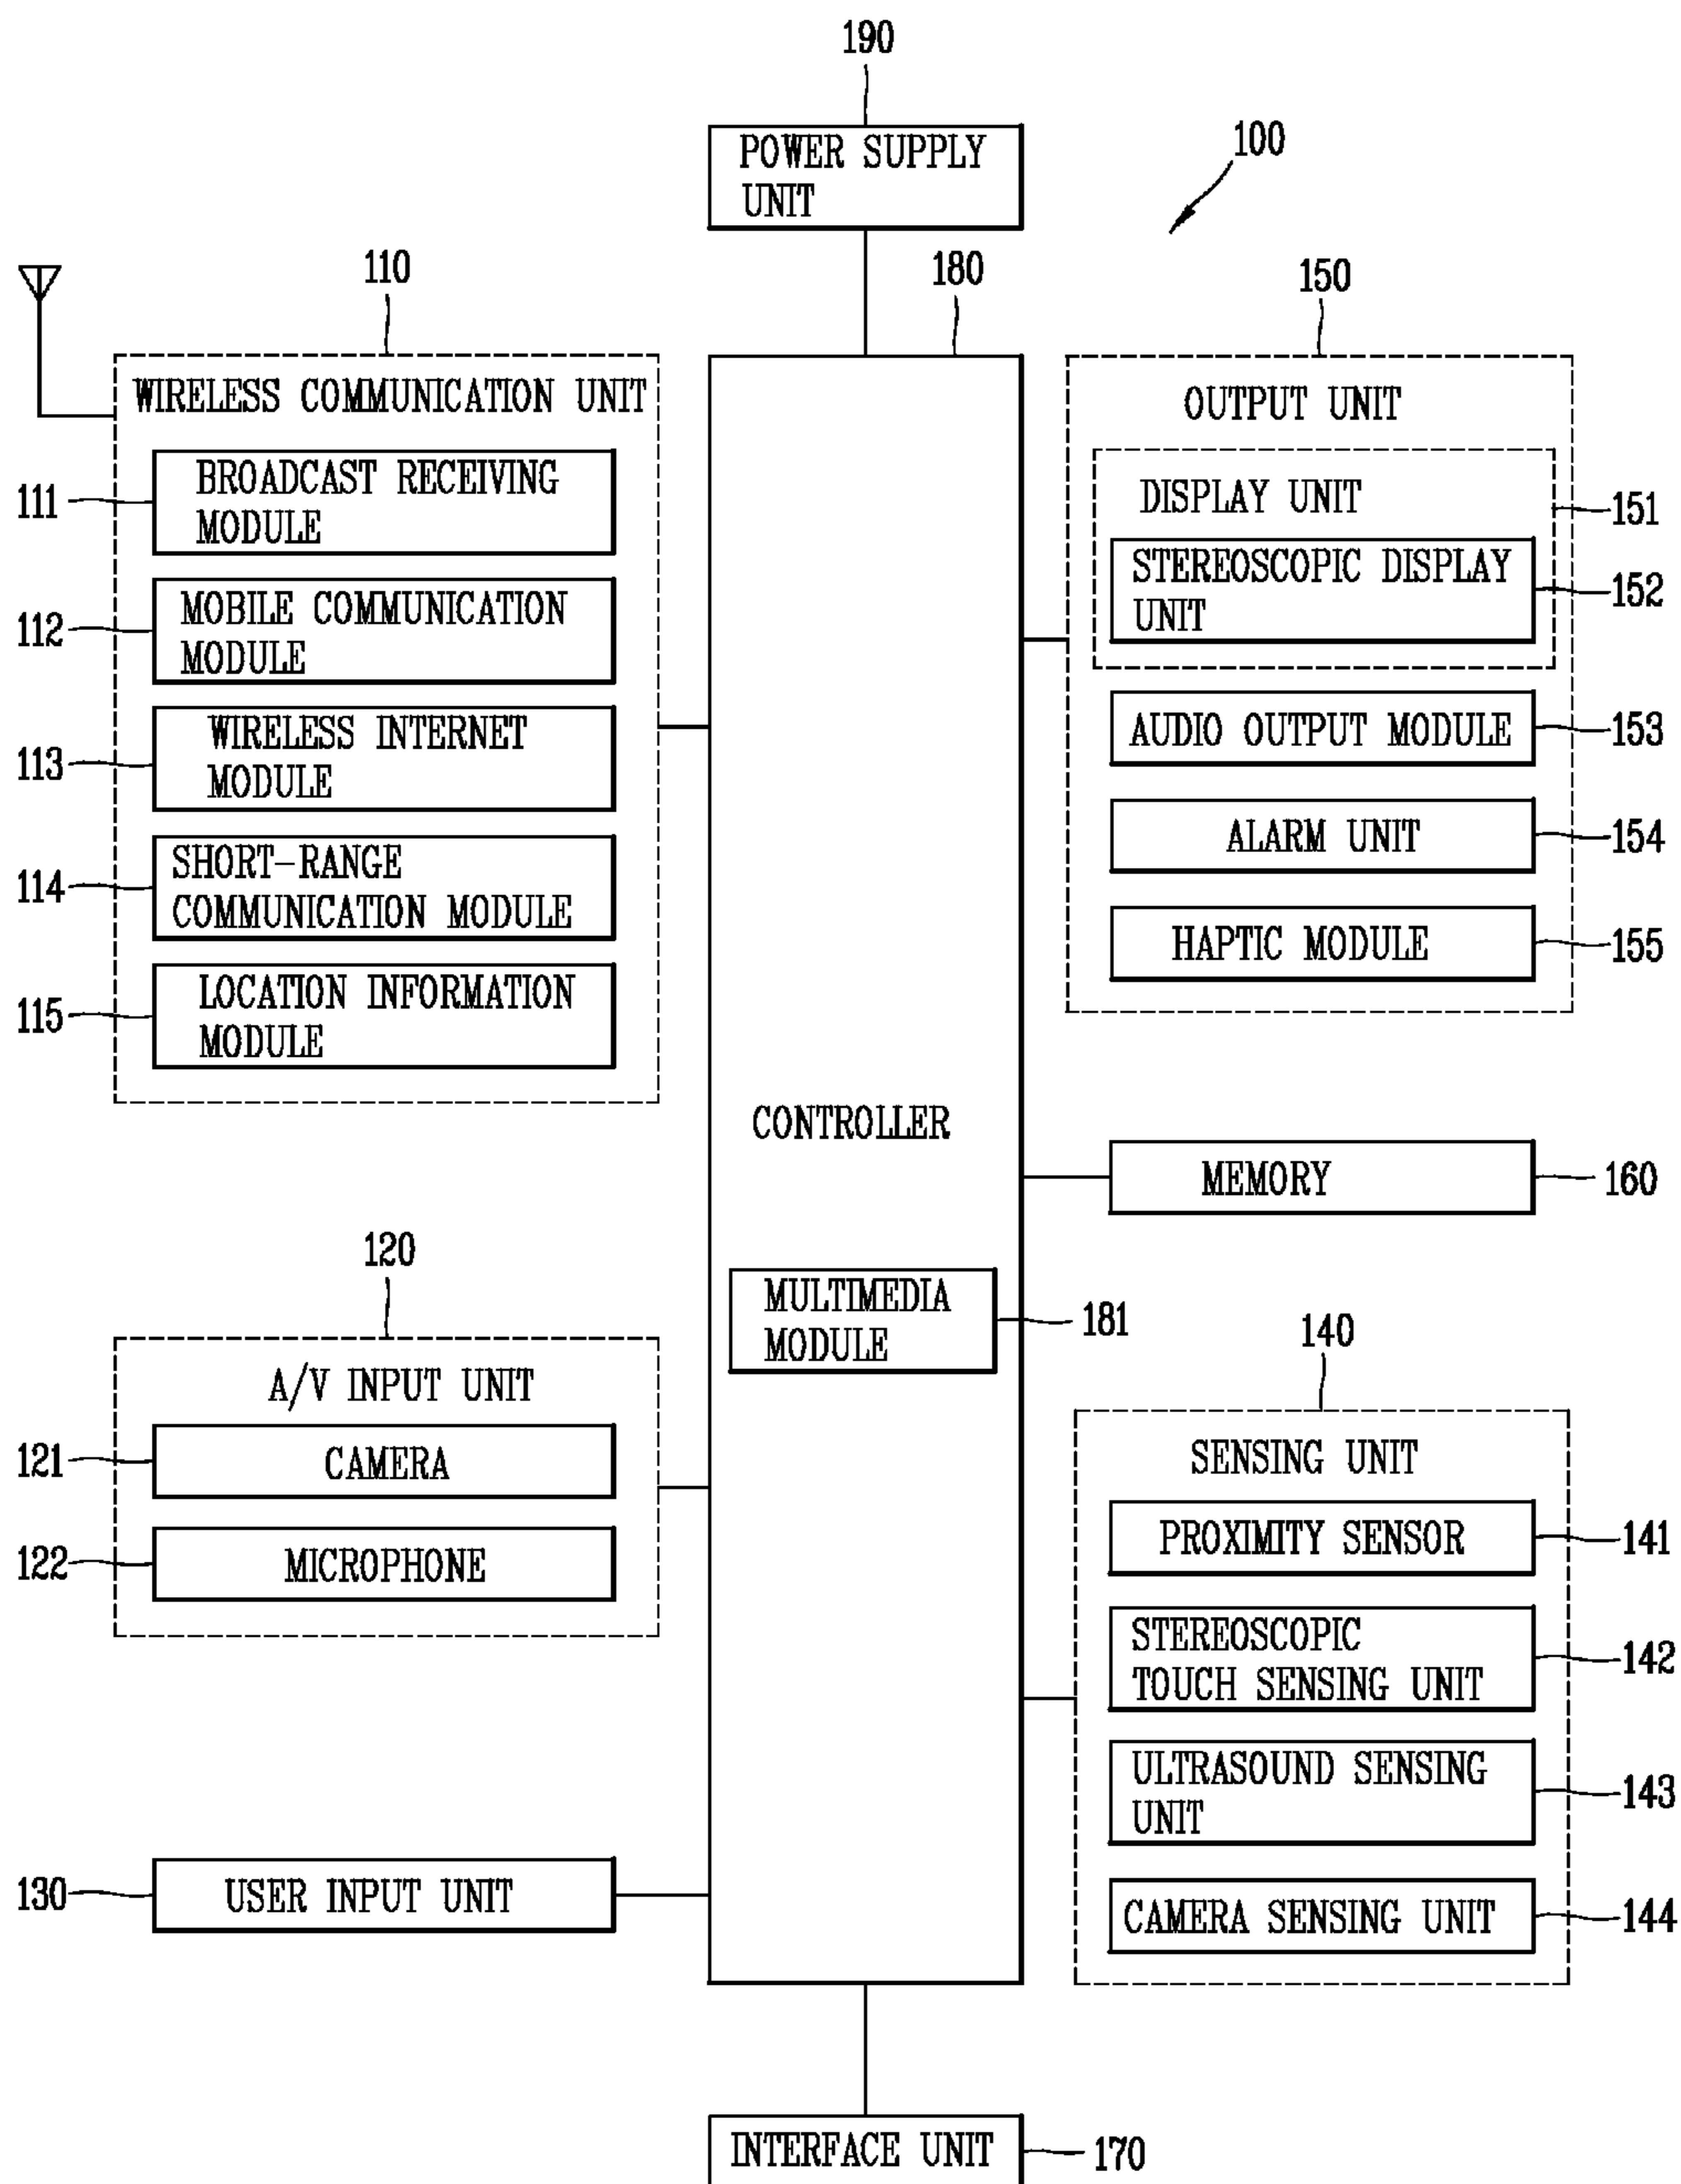 190
POWER SUPPLY
UNIT
100
110
180
150
WIRELESS COMMUNICATION UNIT
111
BROADCAST RECEIVING
MODULE
112
MOBILE COMMUNICATION
MODULE
113
WIRELESS INTERNET
MODULE
114
SHORT-RANGE
COMMUNICATION MODULE
115
LOCATION INFORMATION
MODULE
OUTPUT UNIT
DISPLAY UNIT
151
STEREOSCOPIC DISPLAY
UNIT
152
AUDIO OUTPUT MODULE
153
ALARM UNIT
154
HAPTIC MODULE
155
CONTROLLER
MEMORY
160
MULTIMEDIA
MODULE
181
120
A/V INPUT UNIT
121
CAMERA
122
MICROPHONE
140
SENSING UNIT
PROXIMITY SENSOR
141
STEREOSCOPIC
TOUCH SENSING UNIT
142
ULTRASOUND SENSING
UNIT
143
CAMERA SENSING UNIT
144
130
USER INPUT UNIT
INTERFACE UNIT
170